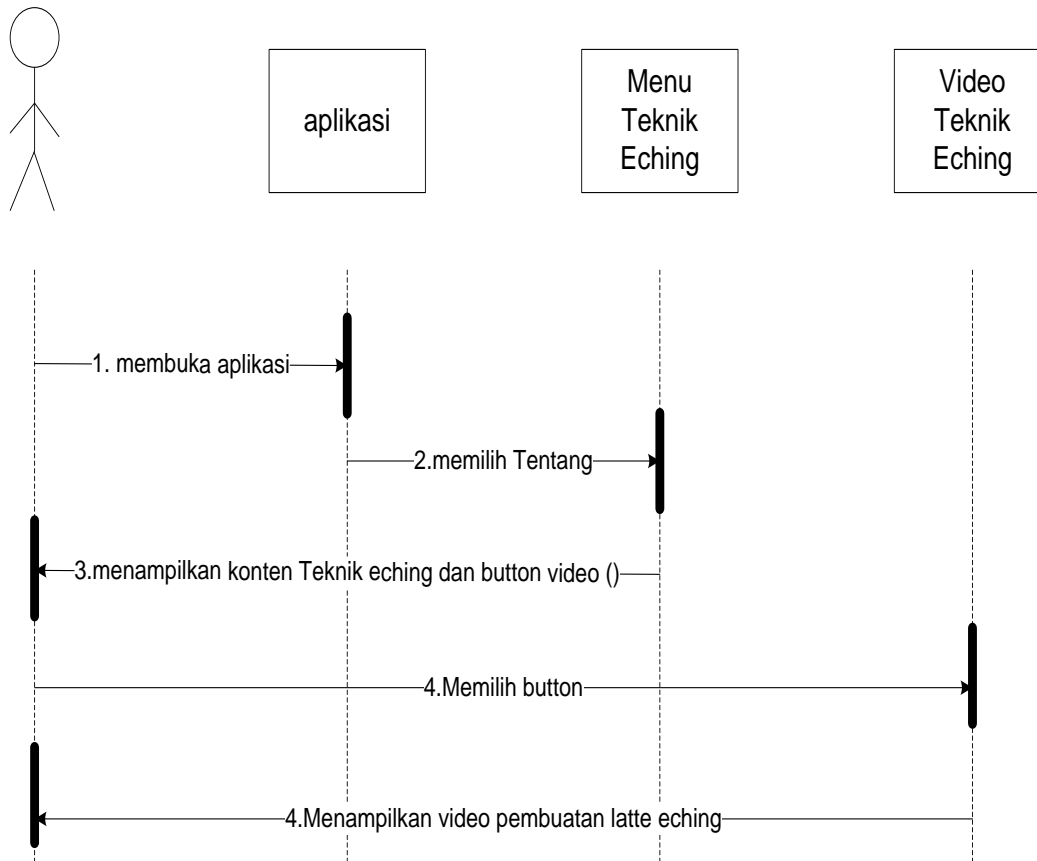 aplikasi
Menu
Teknik
Eching
Video
Teknik
Eching
1. membuka aplikasi
2.memilih Tentang
3.menampilkan konten Teknik eching dan button video ()
4.Memilih button
4.Menampilkan video pembuatan latte eching